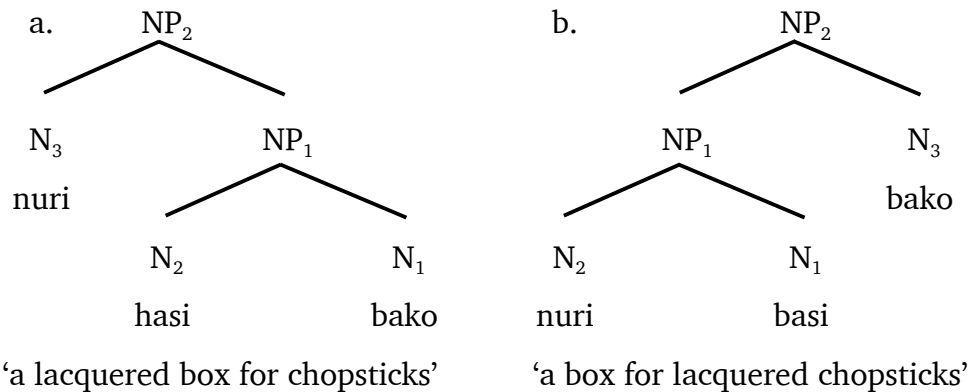 a. NP₂ b. NP₂
N₃ NP₁ NP₁ N₃
nuri bako
N₂ N₁ N₂ N₁
hasi bako nuri basi
‘a lacquered box for chopsticks’ ‘a box for lacquered chopsticks’